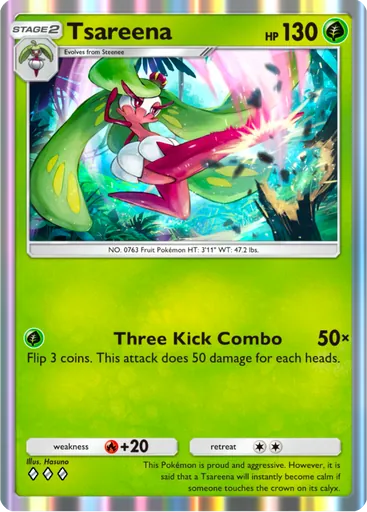 STAGE 2
Tsareena
HP 130
Evolves from Steenee
NO. 0763 Fruit Pokémon HT: 3'11" WT: 47.2 lbs.
Three Kick Combo 50×
Flip 3 coins. This attack does 50 damage for each heads.
weakness +20 retreat
Illus. Hasuno
This Pokémon is proud and aggressive. However, it is
said that a Tsareena will instantly become calm if
someone touches the crown on its calyx.